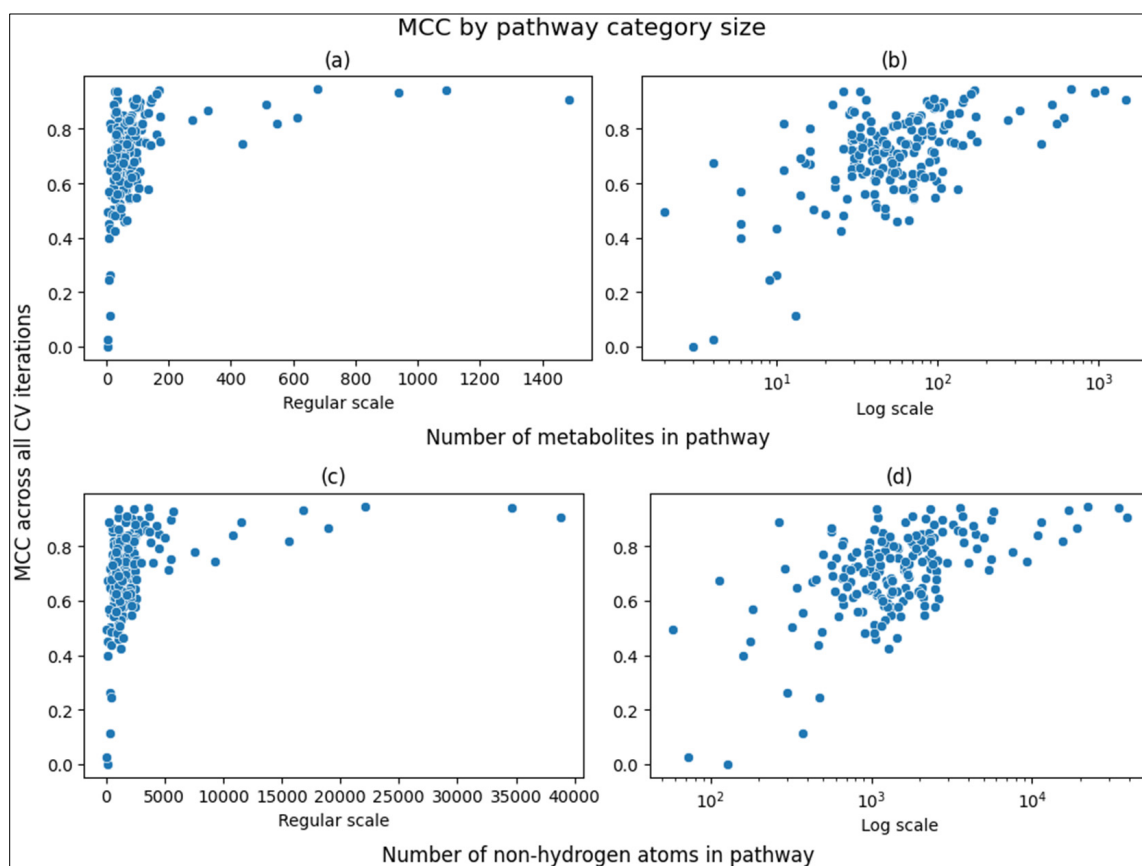 MCC by pathway category size
(a)
(b)
MCC across all CV iterations
0.8
0.6
0.4
0.2
0.0
0 200 400 600 800 1000 1200 1400
Regular scale
0.8
0.6
0.4
0.2
0.0
10¹ 10² 10³
Log scale
Number of metabolites in pathway
(c)
(d)
0.8
0.6
0.4
0.2
0.0
0 5000 10000 15000 20000 25000 30000 35000 40000
Regular scale
0.8
0.6
0.4
0.2
0.0
10² 10³ 10⁴
Log scale
Number of non-hydrogen atoms in pathway